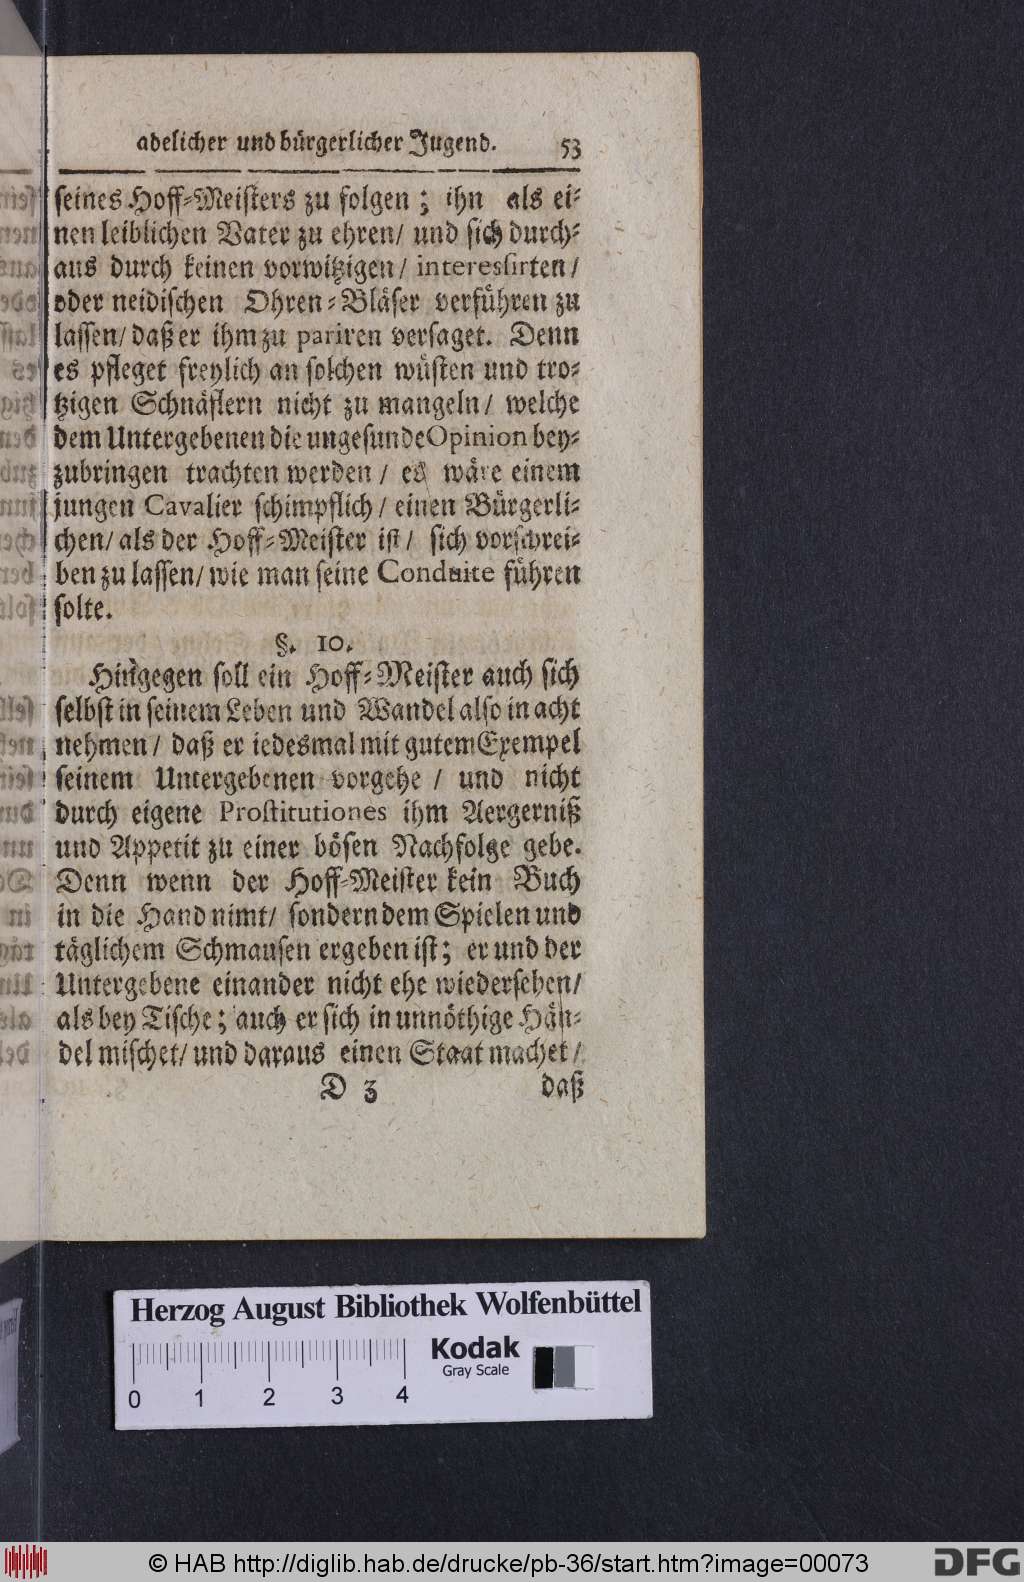 adelicher und bürgerlicher Jugend. 53
seines Hoff-Meisters zu folgen; ihn als ei-
nen leiblichen Vater zu ehren/ und sich durch-
aus durch keinen vorwitzigen/ interessirten/
oder neidischen Ohren-Bläser verführen zu
lassen/ daß er ihm zu pariren versaget. Denn
es pfleget freylich an solchen wüsten und tro-
tzigen Schnäflern nicht zu mangeln/ welche
dem Untergebenen die ungesunde Opinion bey-
zubringen trachten werden/ es wäre einem
jungen Cavalier schimpflich/ einen Bürgerli-
chen/ als der Hoff-Meister ist/ sich vorschrei-
ben zu lassen/ wie man seine Conduite führen
solte.
§. 10.
Hingegen soll ein Hoff-Meister auch sich
selbst in seinem Leben und Wandel also in acht
nehmen/ daß er iedesmal mit gutem Exempel
seinem Untergebenen vorgehe/ und nicht
durch eigene Prostitutiones ihm Aergerniß
und Appetit zu einer bösen Nachfolge gebe.
Denn wenn der Hoff-Meister kein Buch
in die Hand nimt/ sondern dem Spielen und
täglichem Schmausen ergeben ist; er und der
Untergebene einander nicht ehe wiedersehen/
als bey Tische; auch er sich in unnöthige Hän-
del mischet/ und daraus einen Staat machet/
D 3 daß
Herzog August Bibliothek Wolfenbüttel
Kodak
Gray Scale
0 1 2 3 4
© HAB http://diglib.hab.de/drucke/pb-36/start.htm?image=00073
DFG